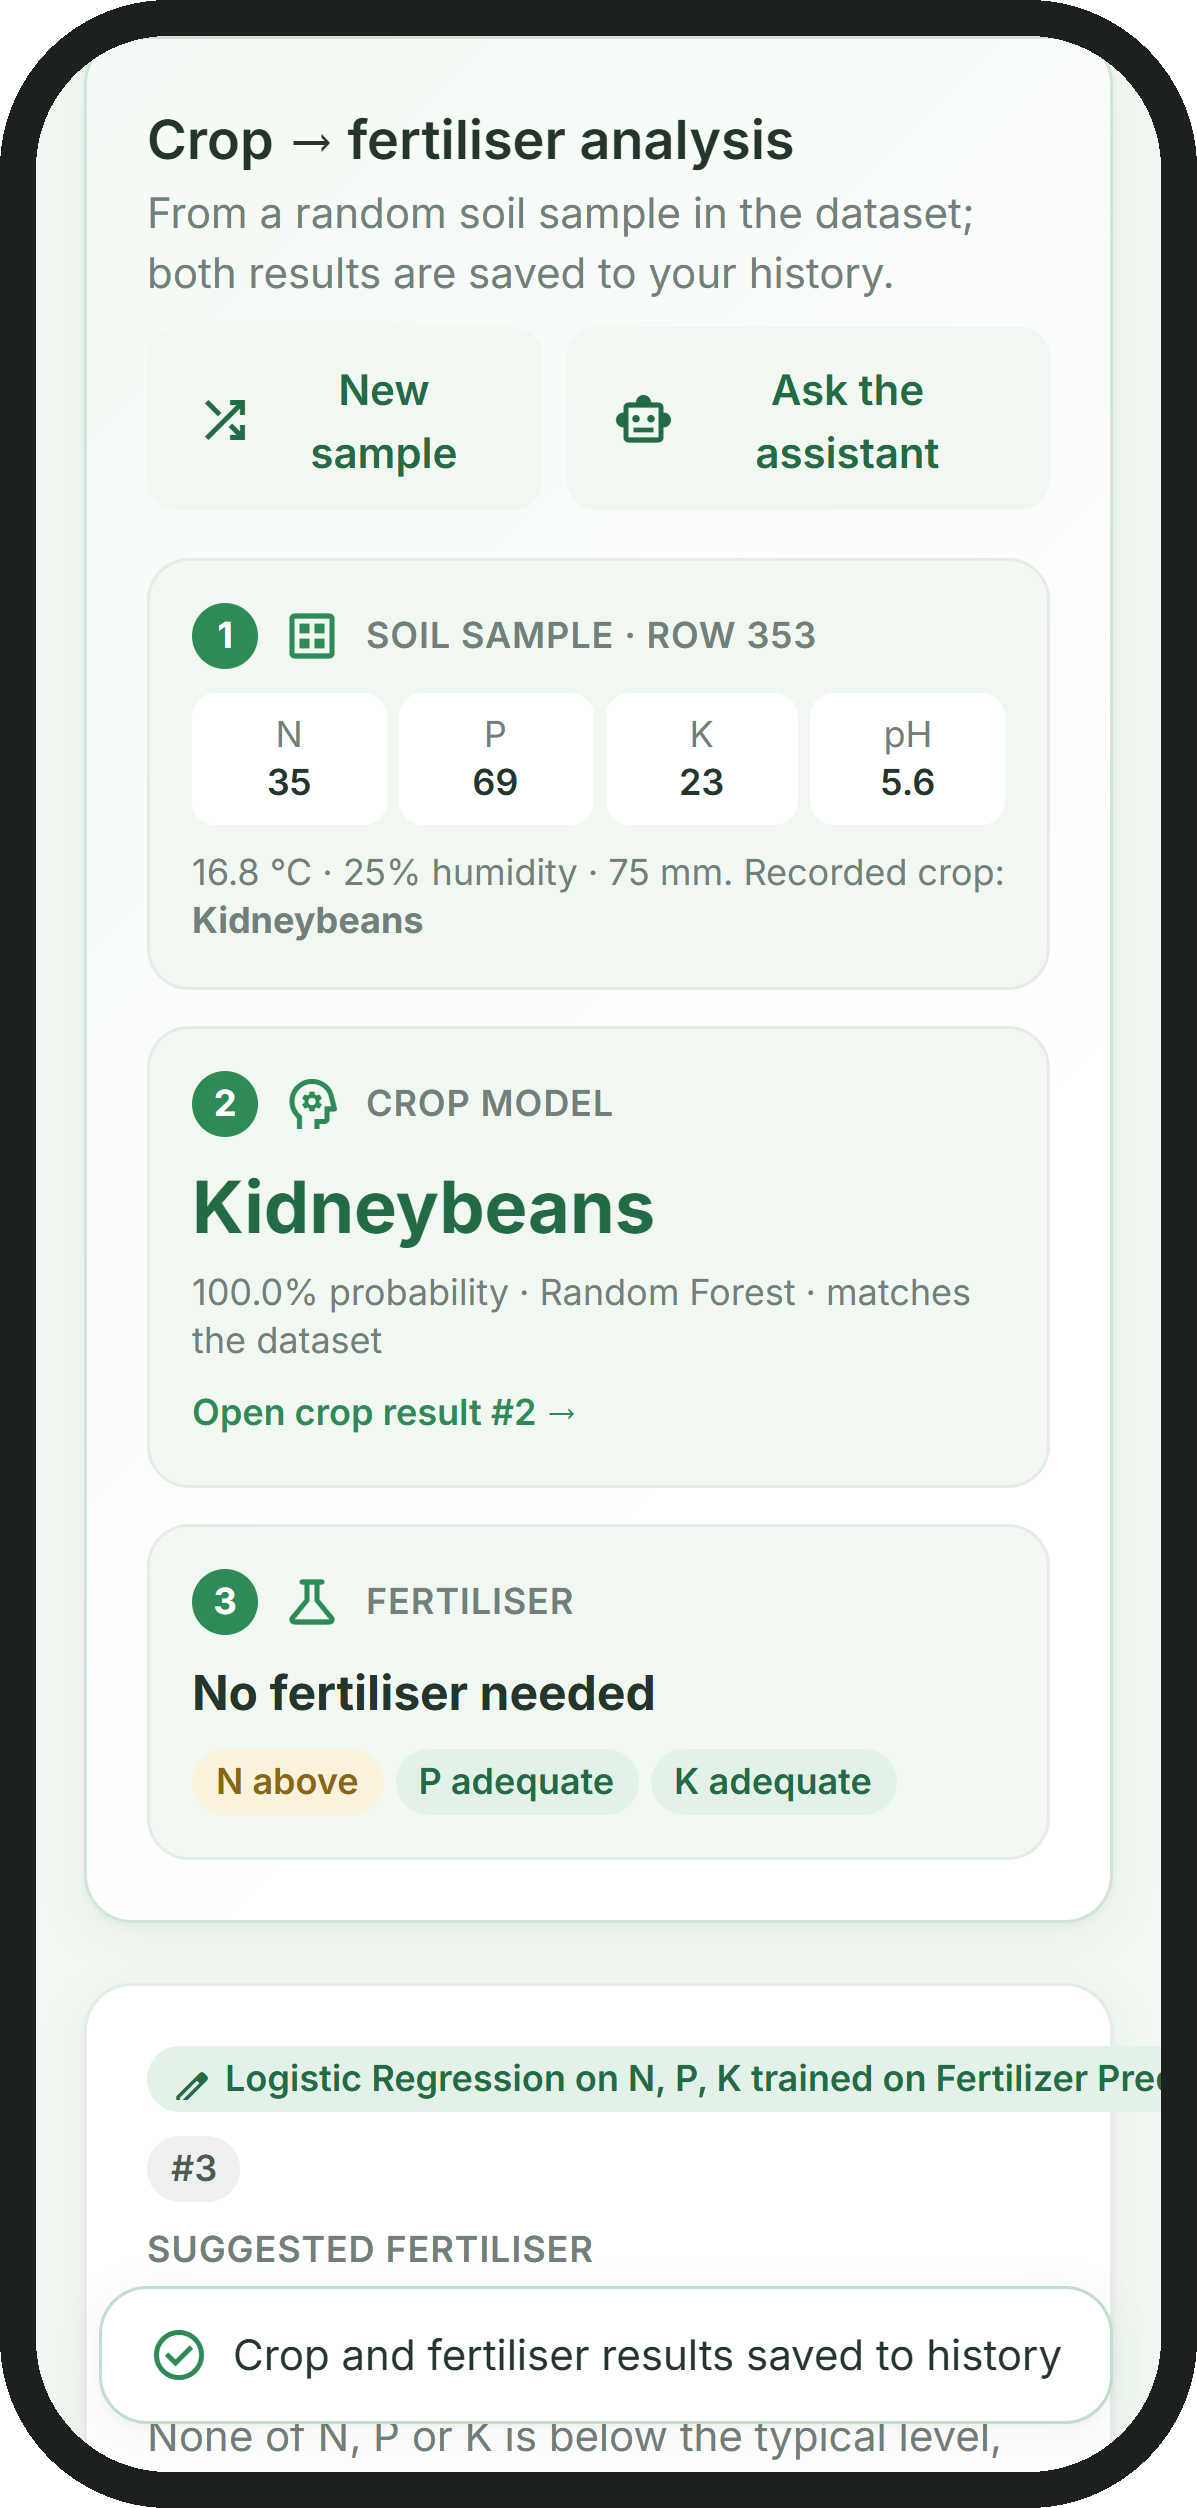 Crop → fertiliser analysis
From a random soil sample in the dataset;
both results are saved to your history.
New
sample
Ask the
assistant
1 SOIL SAMPLE · ROW 353
N P K pH
35 69 23 5.6
16.8 °C · 25% humidity · 75 mm. Recorded crop:
Kidneybeans
2 CROP MODEL
Kidneybeans
100.0% probability · Random Forest · matches
the dataset
Open crop result #2 →
3 FERTILISER
No fertiliser needed
N above P adequate K adequate
Logistic Regression on N, P, K trained on Fertilizer
#3
SUGGESTED FERTILISER
Crop and fertiliser results saved to history
None of N, P or K is below the typical level,